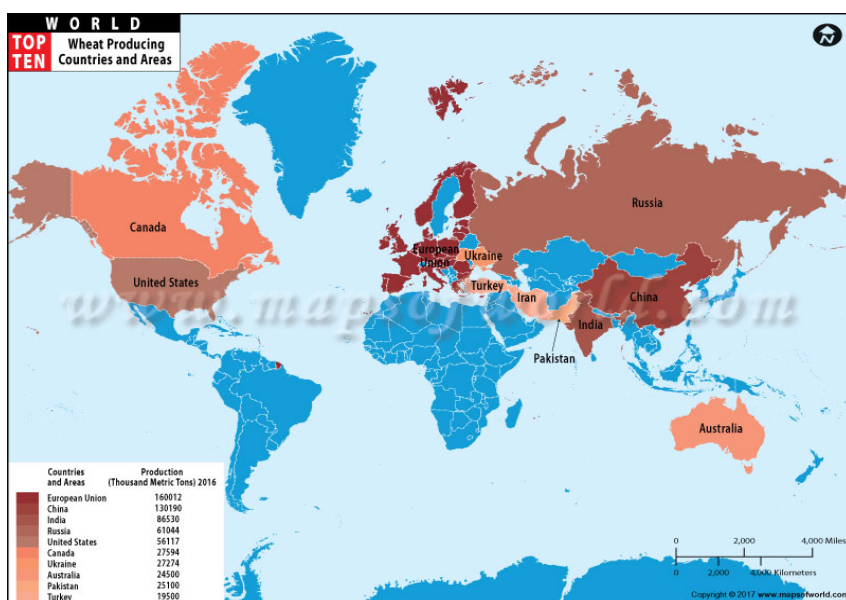 WORLD
TOP TEN
Wheat Producing
Countries and Areas
N
Canada
United States
European
Union
Ukraine
Turkey
Iran
Pakistan
India
China
Russia
Australia
www.mapsofworld.com
Countries and Areas Production (Thousand Metric Tons) 2016
European Union 160012
China 130190
India 86530
Russia 61044
United States 56117
Canada 27594
Ukraine 27274
Australia 24500
Pakistan 25100
Turkey 19500
0 2,000 4,000 Miles
0 2,000 4,000 Kilometers
Copyright © 2017 www.mapsofworld.com